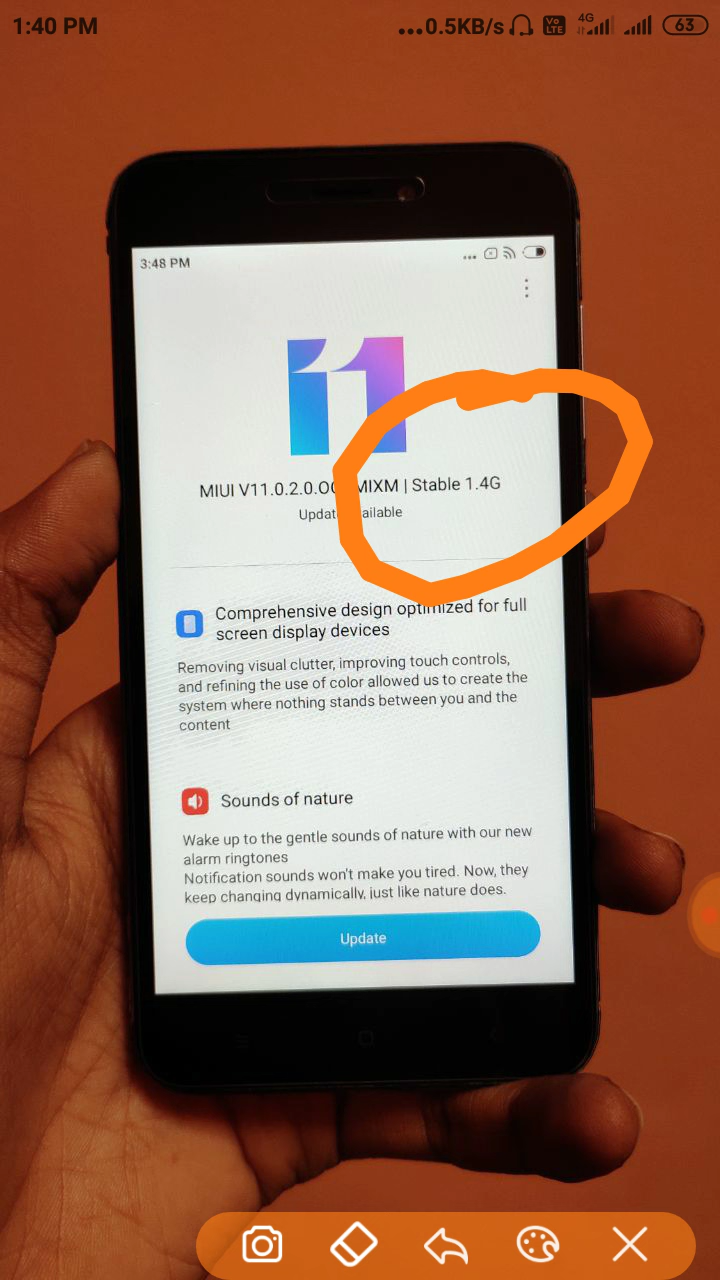 1:40 PM ...0.5KB/s Vo LTE 4G 63
3:48 PM
11
MIUI V11.0.2.0. MIXM | Stable 1.4G
Comprehensive design optimized for full
screen display devices
Removing visual clutter, improving touch controls,
and refining the use of color allowed us to create the
system where nothing stands between you and the
content
Sounds of nature
Wake up to the gentle sounds of nature with our new
alarm ringtones
Notification sounds won't make you tired. Now, they
keep changing dynamically, just like nature does.
Update